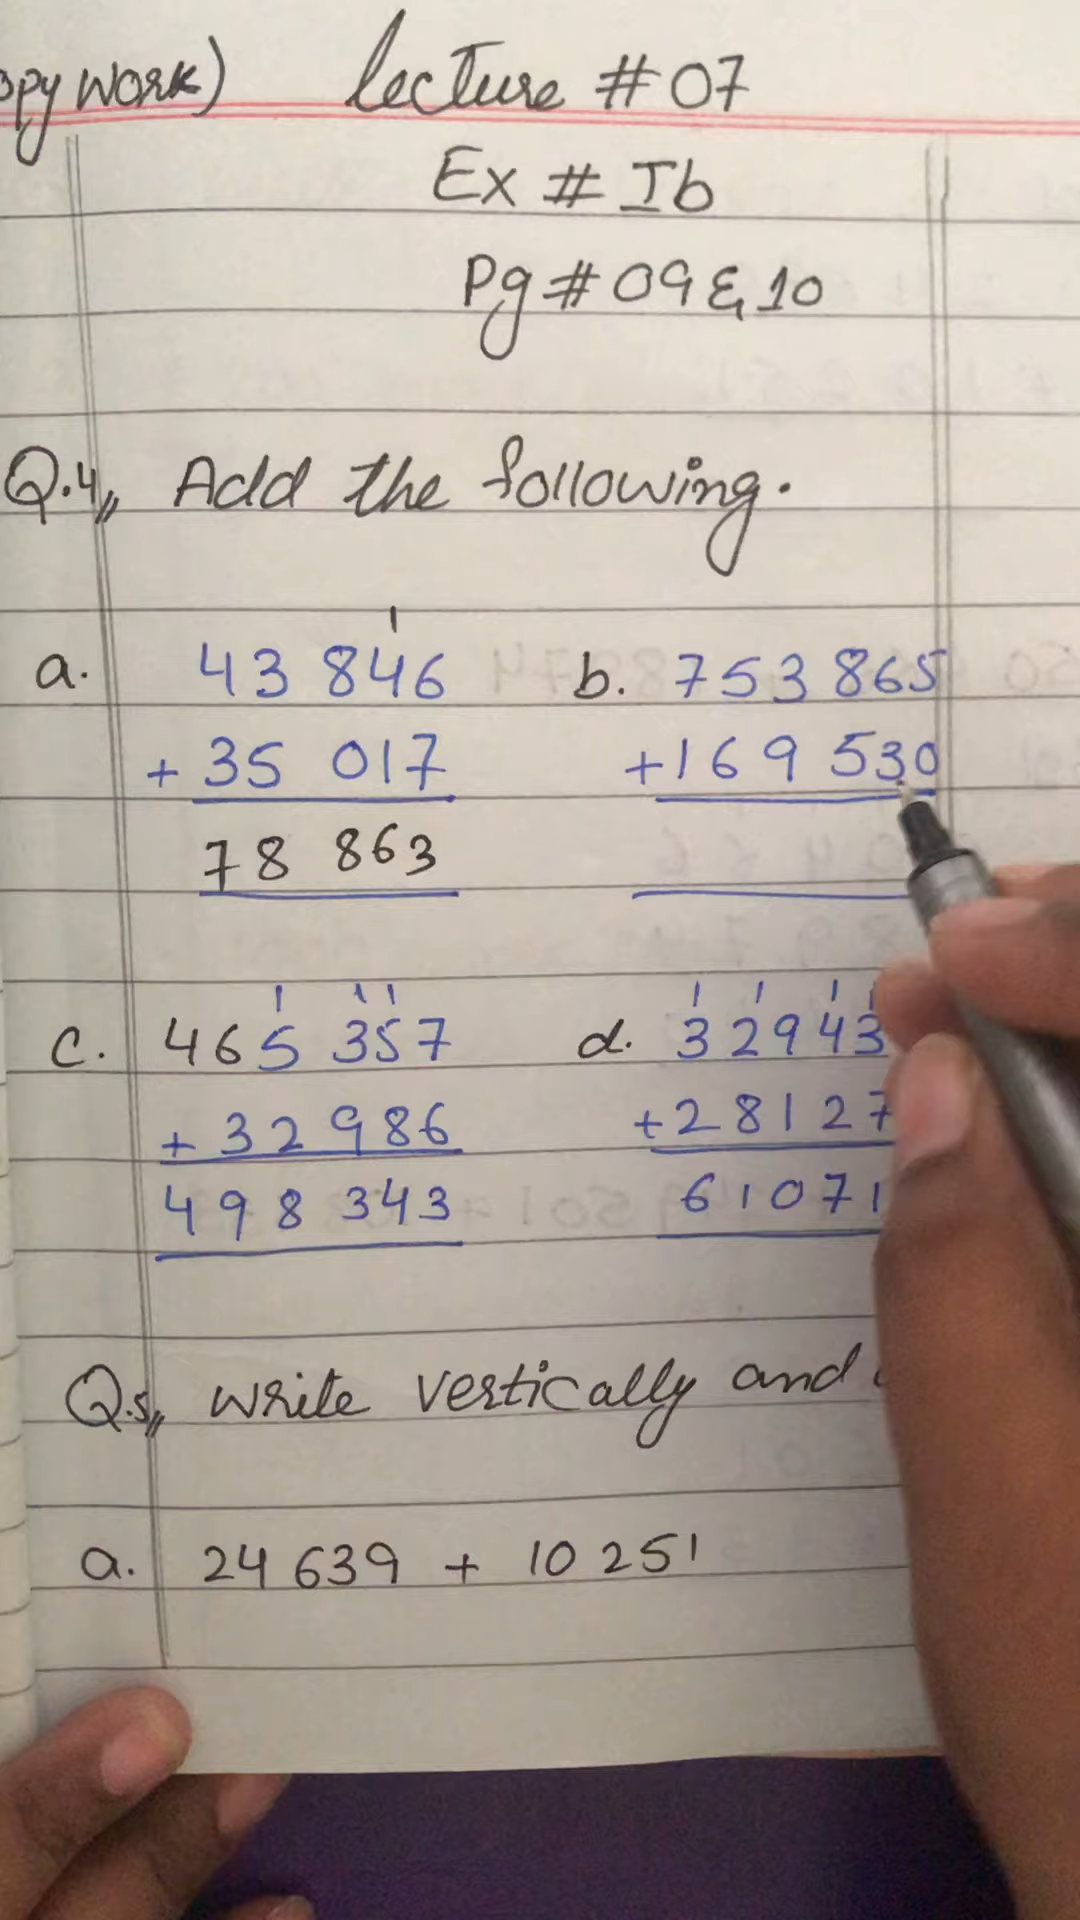 opy work) lecture # 07
Ex # Ib
Pg # 09 & 10
Q.4,, Add the following.
a. 43 846 b. 753 865
+ 35 017 +169 530
78 863
c. 465 357 d. 32943
+ 32 986 +28127
498 343 61071
Q.5,, write vertically and
a. 24 639 + 10 251